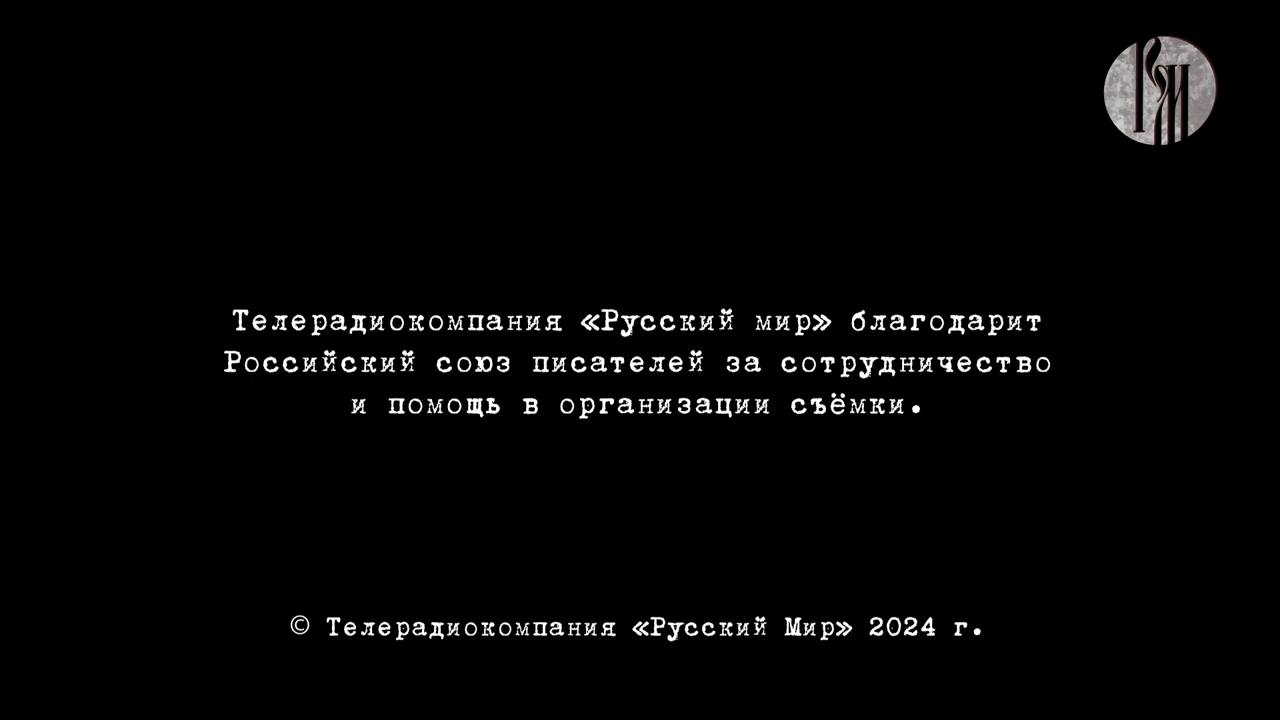 Телерадиокомпания «Русский мир» благодарит
Российский союз писателей за сотрудничество
и помощь в организации съёмки.
© Телерадиокомпания «Русский Мир» 2024 г.